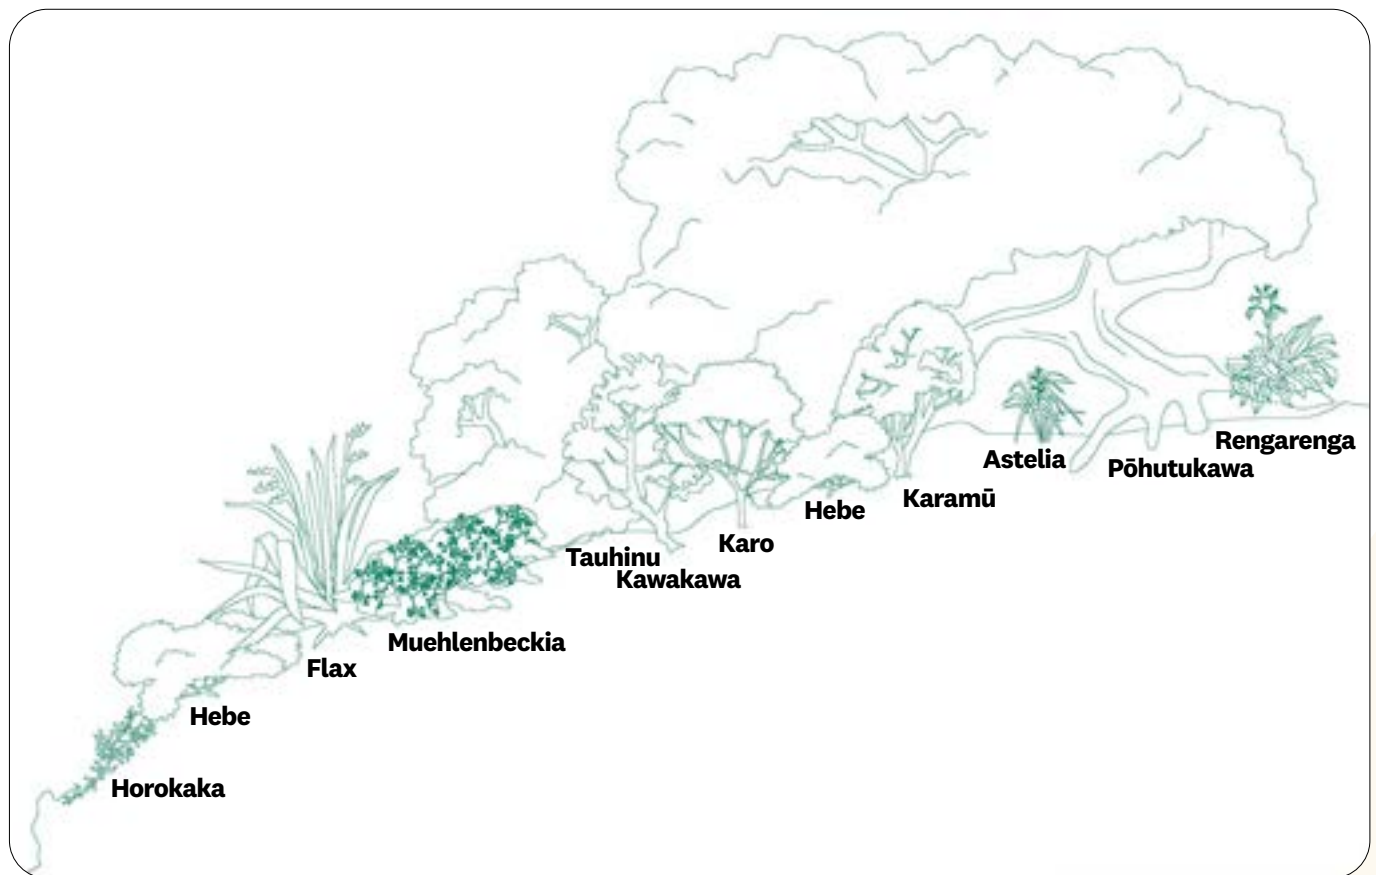 Rengarenga
Astelia
Pōhutukawa
Hebe
Karamū
Karo
Tauhinu
Kawakawa
Muehlenbeckia
Flax
Hebe
Horokaka